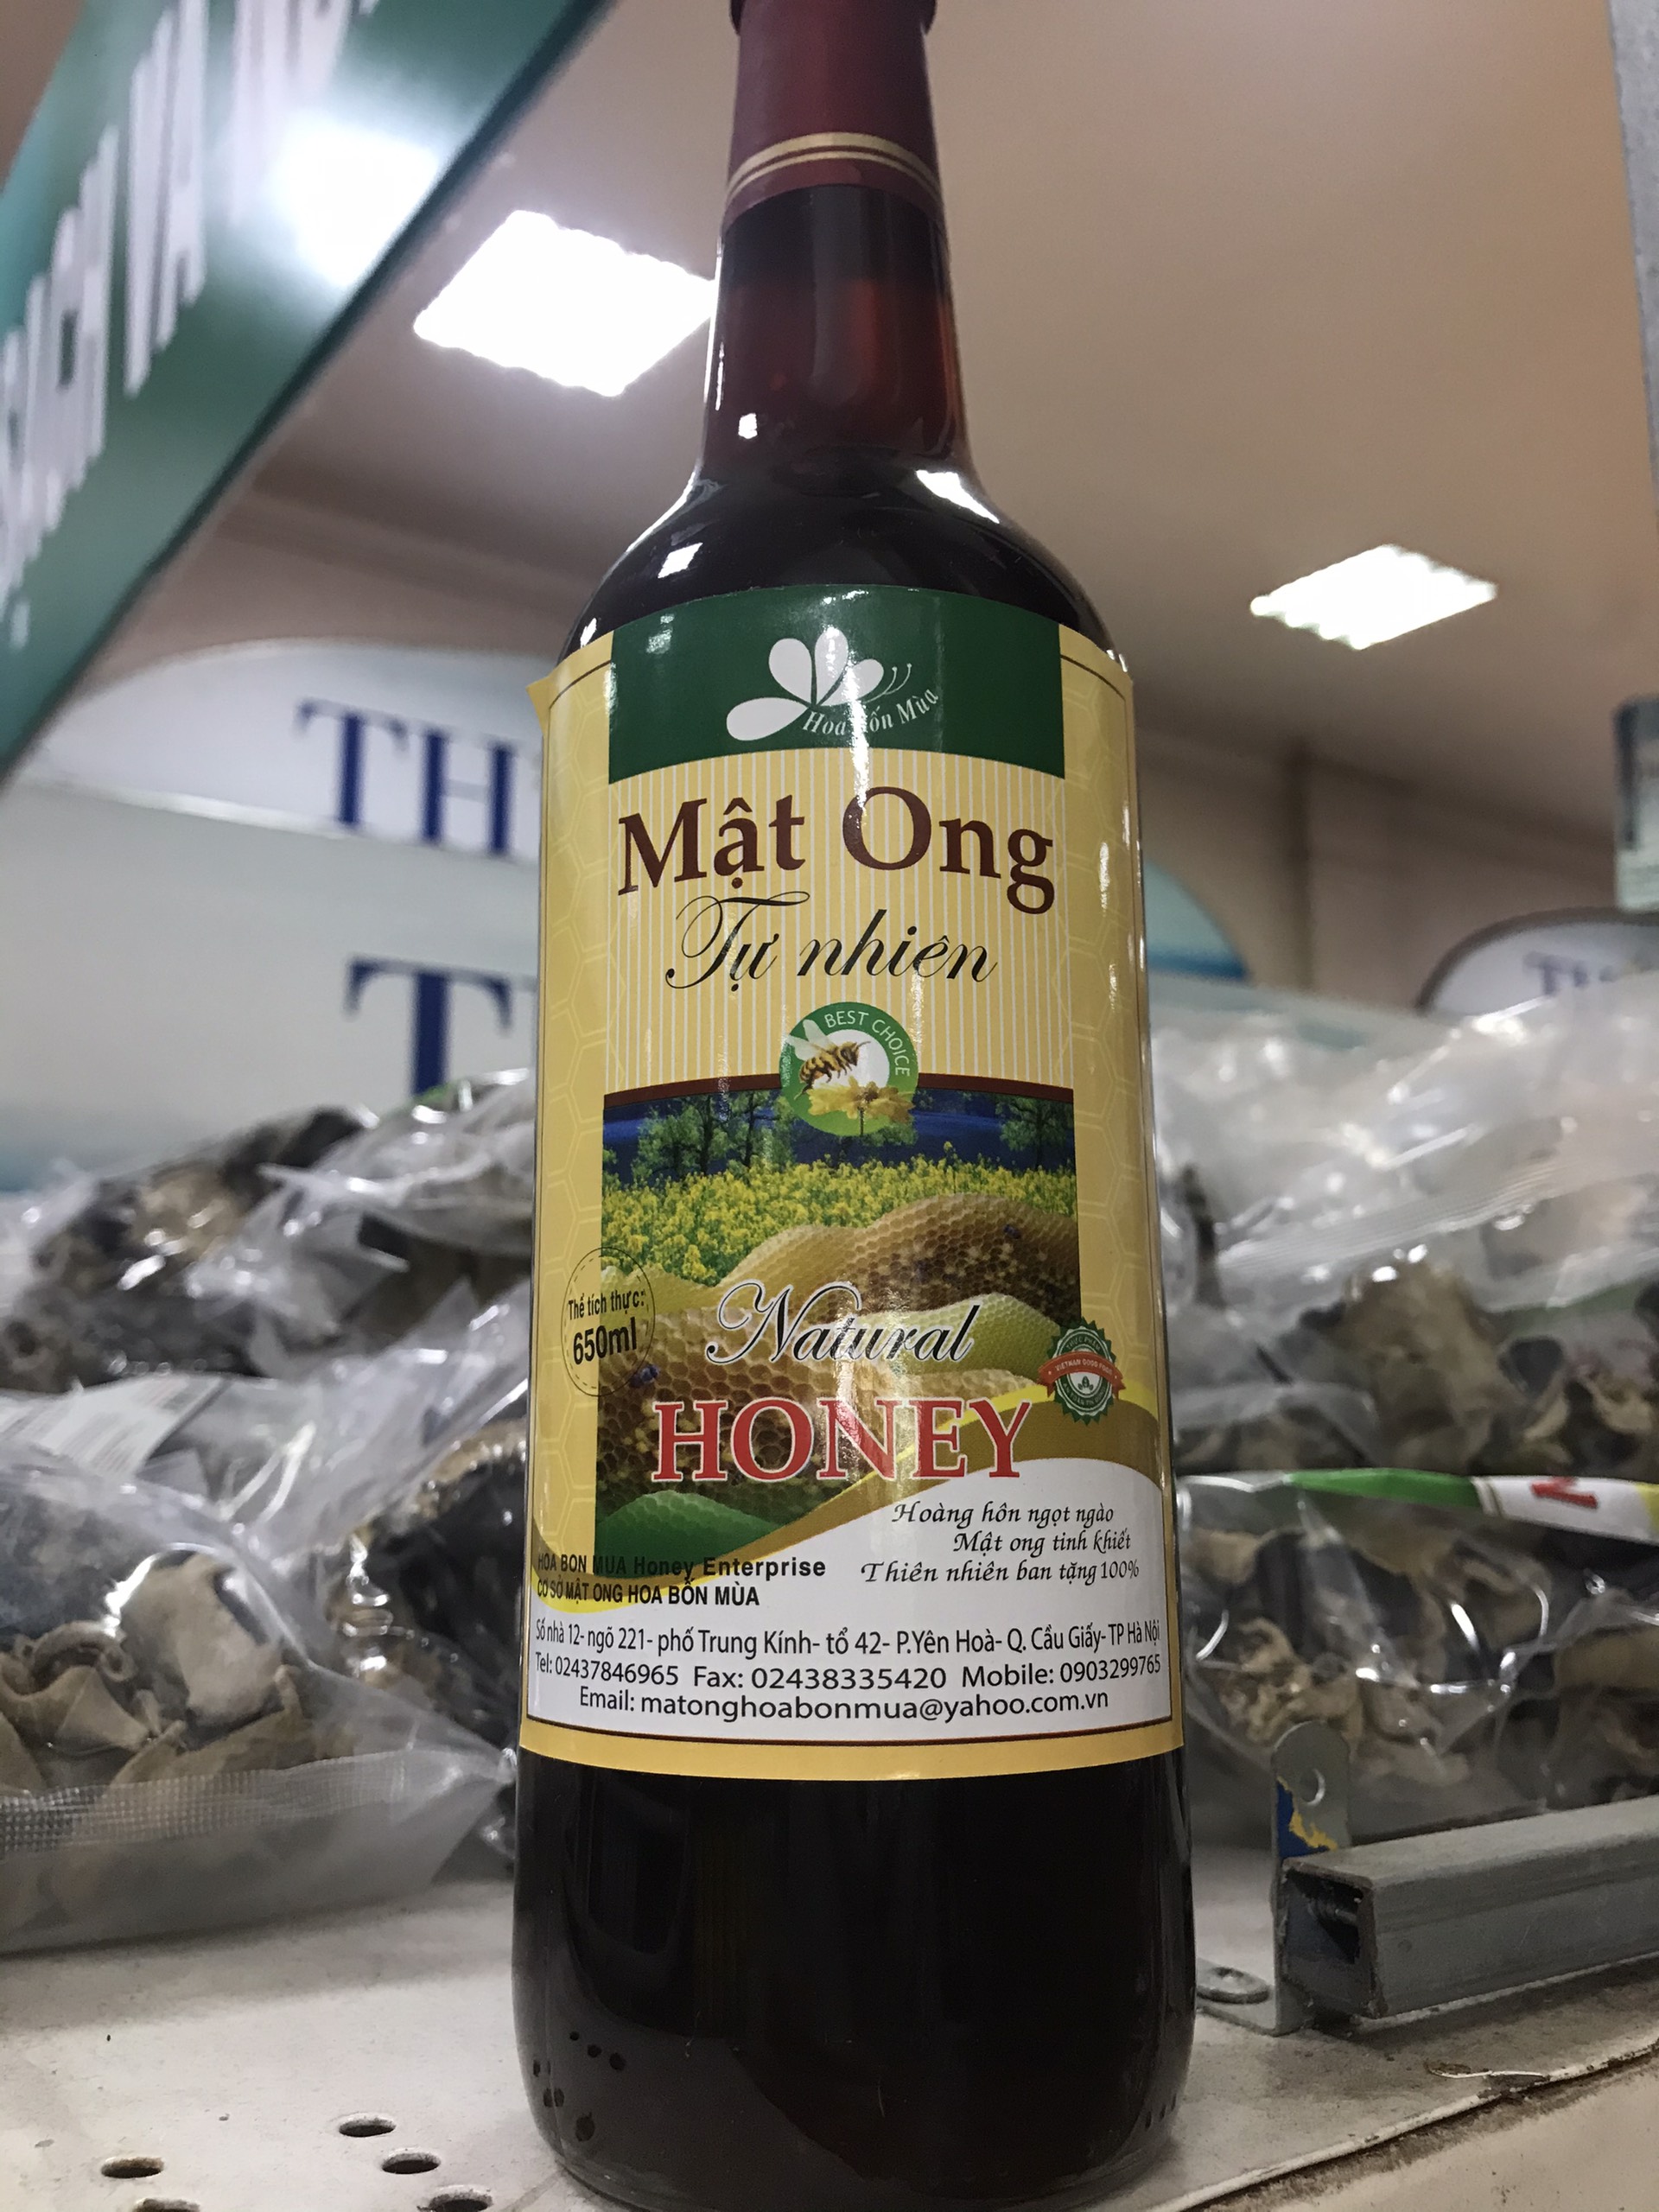 Hoa Bốn Mùa
Mật Ong
Tự nhiên
BEST CHOICE
Thể tích thực:
650ml
Natural
HONEY
VIETNAM GOOD FOOD
Hoàng hôn ngọt ngào
Mật ong tinh khiết
Thiên nhiên ban tặng 100%
HOA BON MUA Honey Enterprise
CƠ SỞ MẬT ONG HOA BỐN MÙA
Số nhà 12- ngõ 221- phố Trung Kính- tổ 42- P.Yên Hoà- Q. Cầu Giấy- TP Hà Nội
Tel: 02437846965 Fax: 02438335420 Mobile: 0903299765
Email: matonghoabonmua@yahoo.com.vn
TH
T